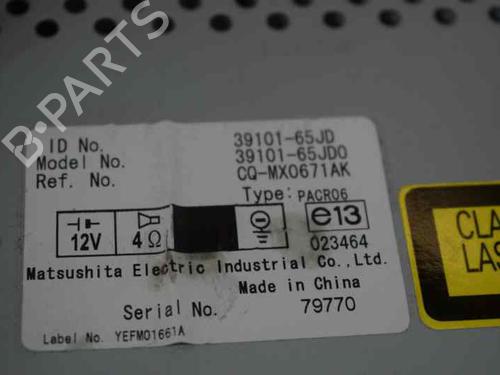 B-PARTS
ID No. 39101-65JD
Model No. 39101-65JD0
Ref. No. CQ-MX0671AK
Type: PACR06
12V 4Ω e13
023464
Matsushita Electric Industrial Co., Ltd.
Made in China
Serial No. 79770
Label No. YEFM01661A
CLA
LAS